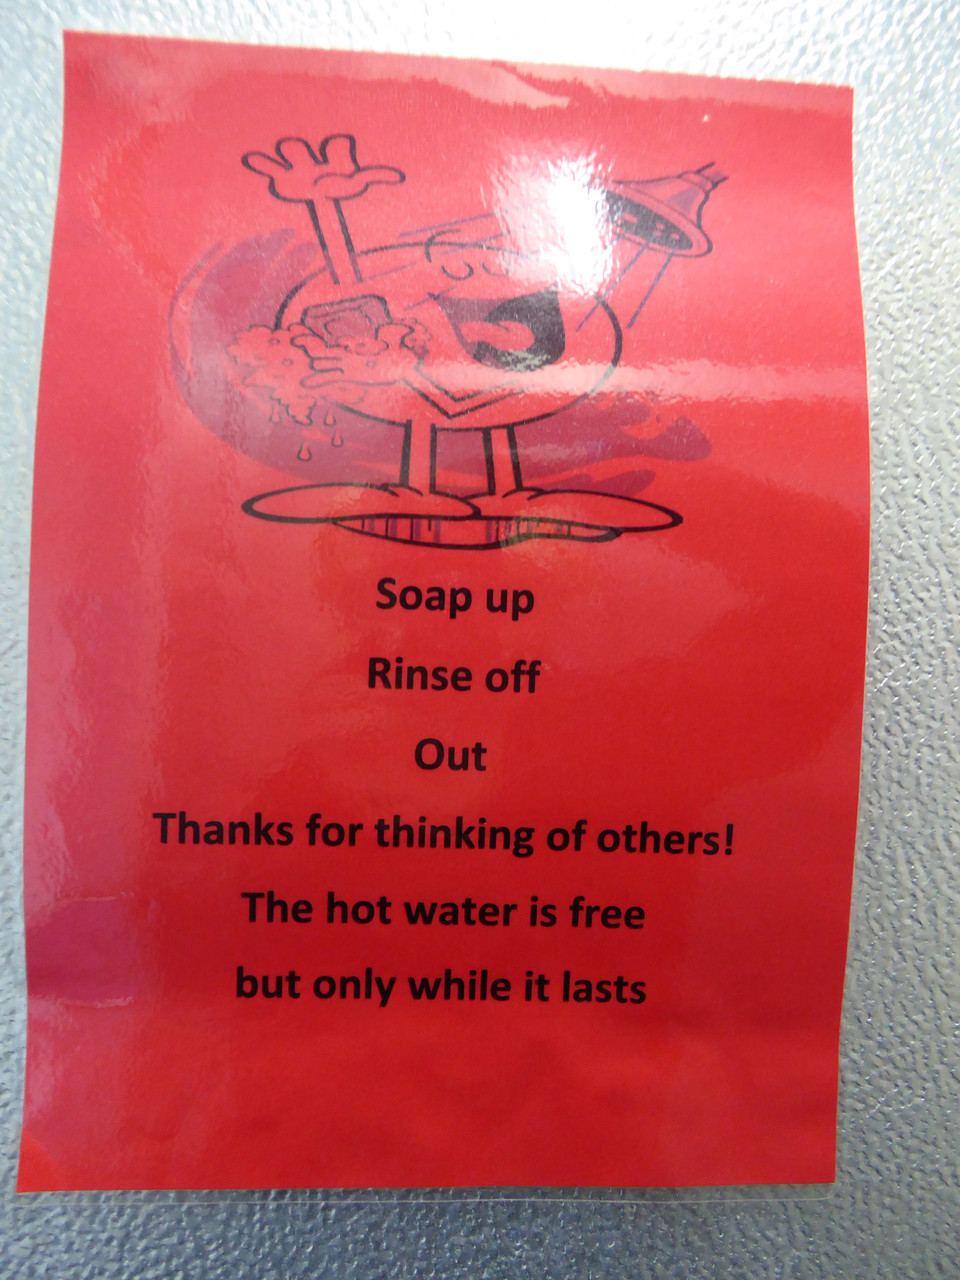 Soap up
Rinse off
Out
Thanks for thinking of others!
The hot water is free
but only while it lasts